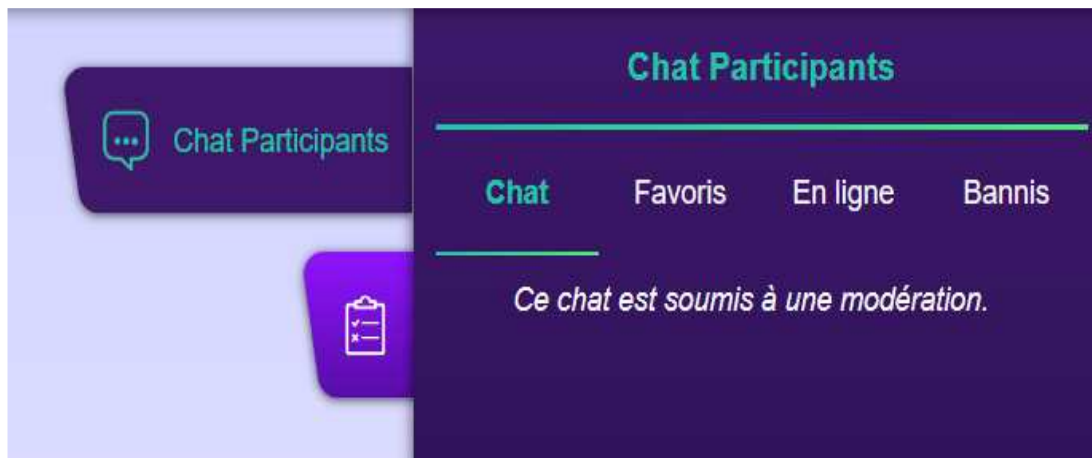 Chat Participants
Chat Participants
Chat Favoris En ligne Bannis
Ce chat est soumis à une modération.